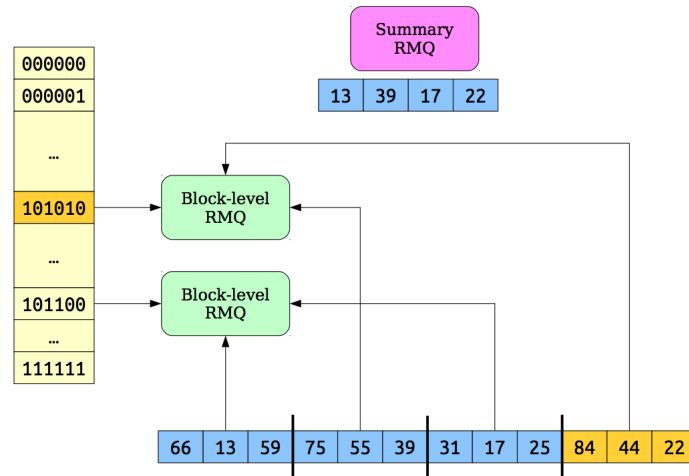 Summary
RMQ
13 39 17 22
000000
000001
...
101010
...
101100
...
111111
Block-level
RMQ
Block-level
RMQ
66 13 59 75 55 39 31 17 25 84 44 22